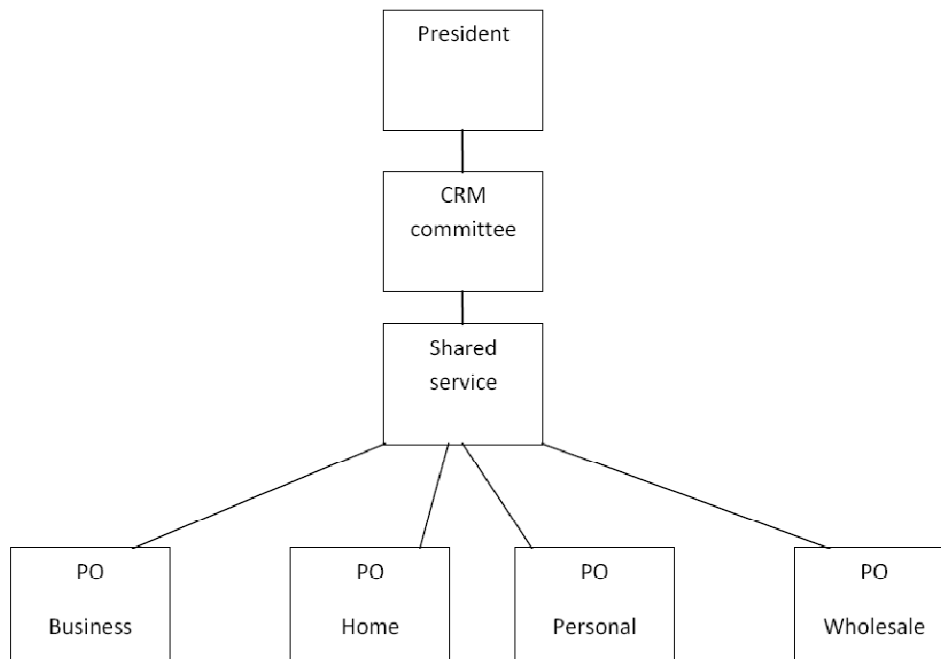 President
CRM
committee
Shared
service
PO
Business
PO
Home
PO
Personal
PO
Wholesale